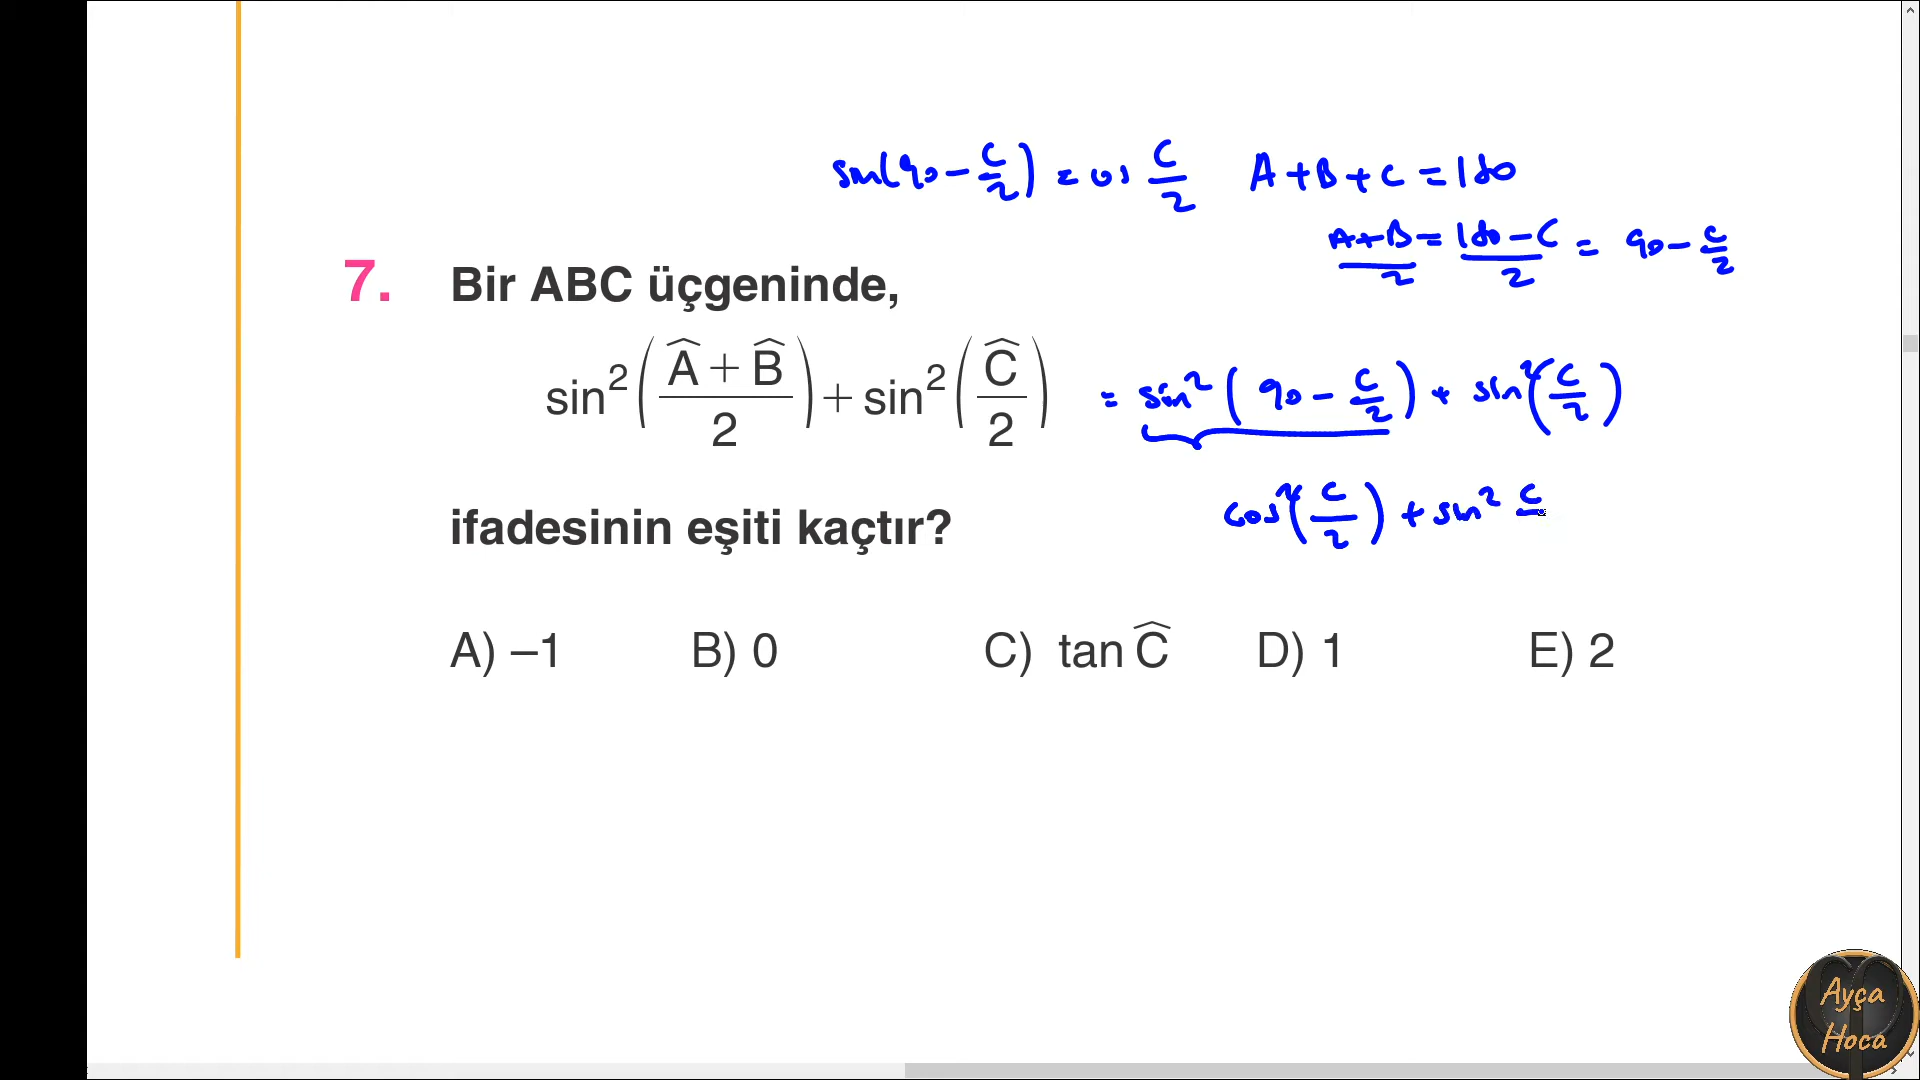 sin(90 - C/2) = cos C/2 A + B + C = 180
A+B/2 = 180 - C/2 = 90 - C/2
7. Bir ABC üçgeninde,
sin²(Â + B̂/2) + sin²(Ĉ/2) = sin²(90 - C/2) + sin²(C/2)
cos²(C/2) + sin² C
ifadesinin eşiti kaçtır?
A) –1 B) 0 C) tan Ĉ D) 1 E) 2
Ayça
Hoca